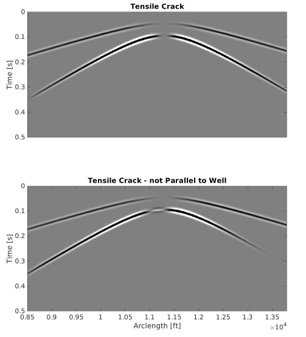 Tensile Crack
0
0.1
0.2
0.3
0.4
0.5
Time [s]
Tensile Crack - not Parallel to Well
0
0.1
0.2
0.3
0.4
0.5
Time [s]
0.85 0.9 0.95 1 1.05 1.1 1.15 1.2 1.25 1.3 1.35
Arclength [ft]
×10⁴